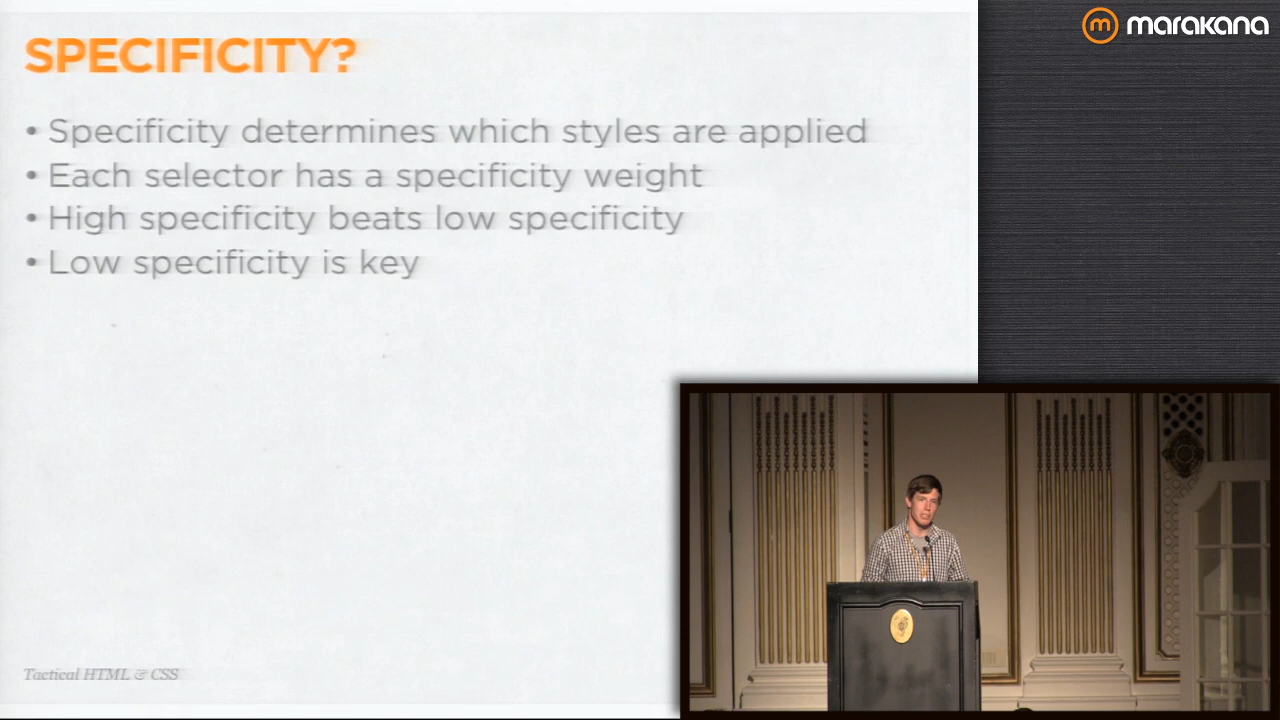 SPECIFICITY?
• Specificity determines which styles are applied
• Each selector has a specificity weight
• High specificity beats low specificity
• Low specificity is key
Tactical HTML & CSS
m marakana